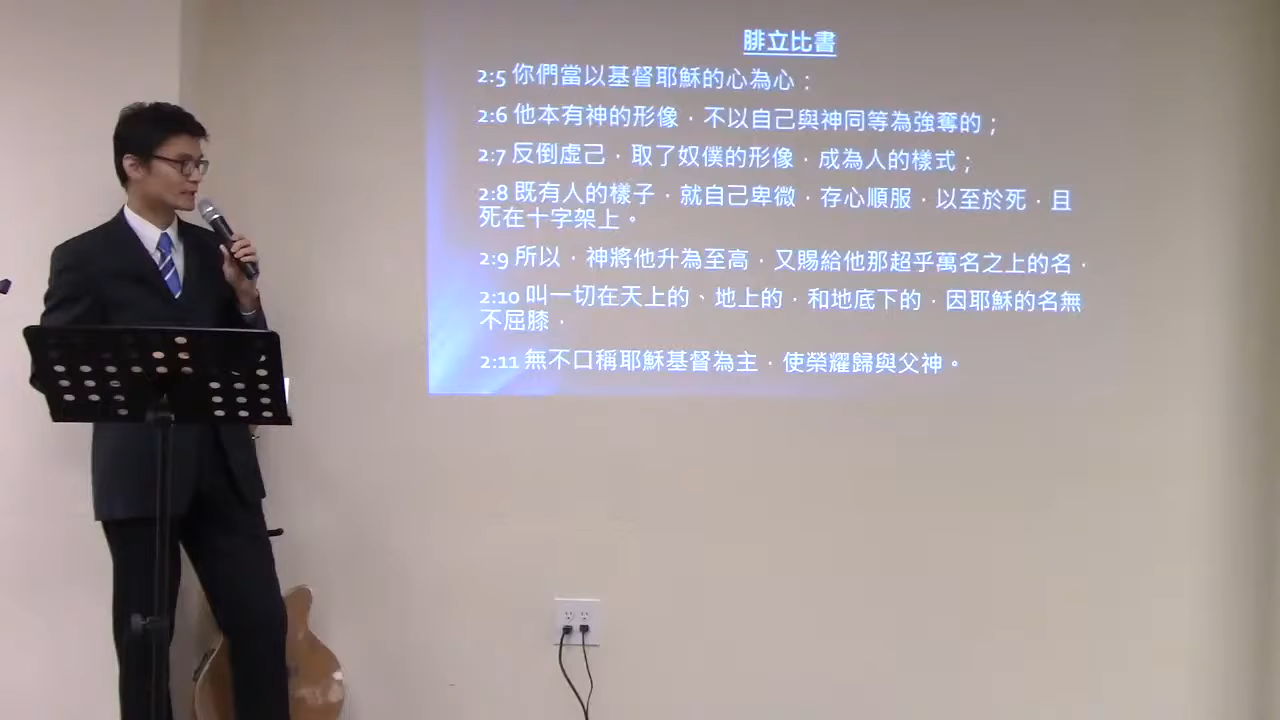 腓立比書
2:5 你們當以基督耶穌的心為心；
2:6 他本有神的形像，不以自己與神同等為強奪的；
2:7 反倒虛己，取了奴僕的形像，成為人的樣式；
2:8 既有人的樣子，就自己卑微，存心順服，以至於死，且
死在十字架上。
2:9 所以，神將他升為至高，又賜給他那超乎萬名之上的名，
2:10 叫一切在天上的、地上的，和地底下的，因耶穌的名無
不屈膝，
2:11 無不口稱耶穌基督為主，使榮耀歸與父神。